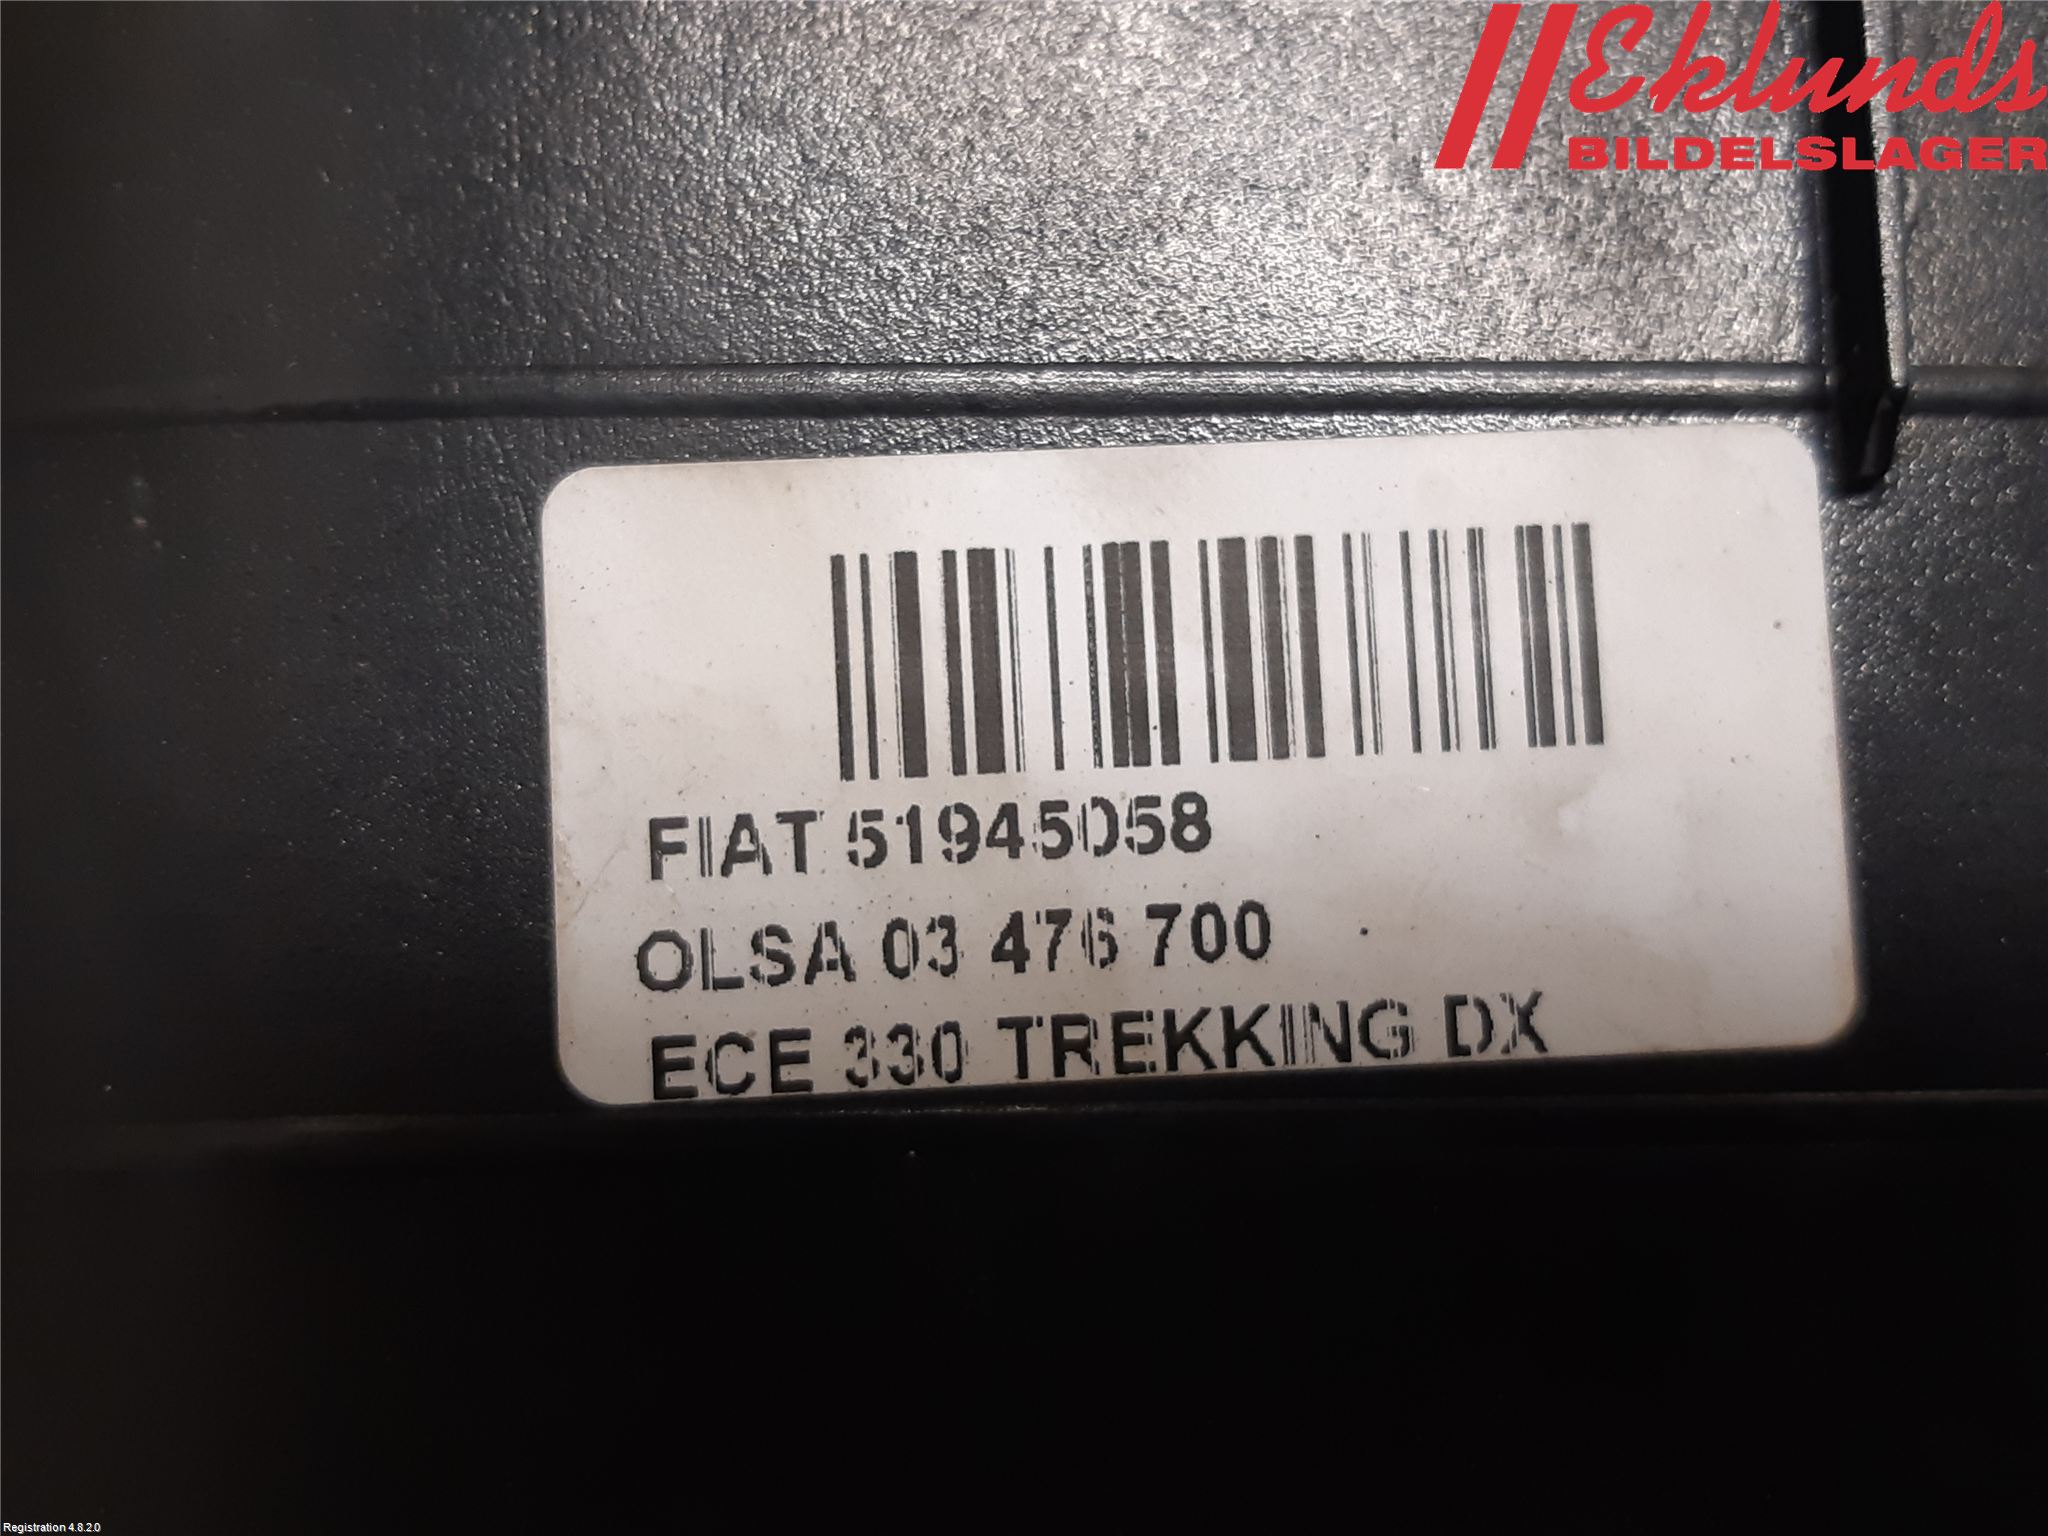 Eklunds
BILDELSLAGER
FIAT 51945058
OLSA 03 476 700
ECE 330 TREKKING DX
Registration 4.8.2.0